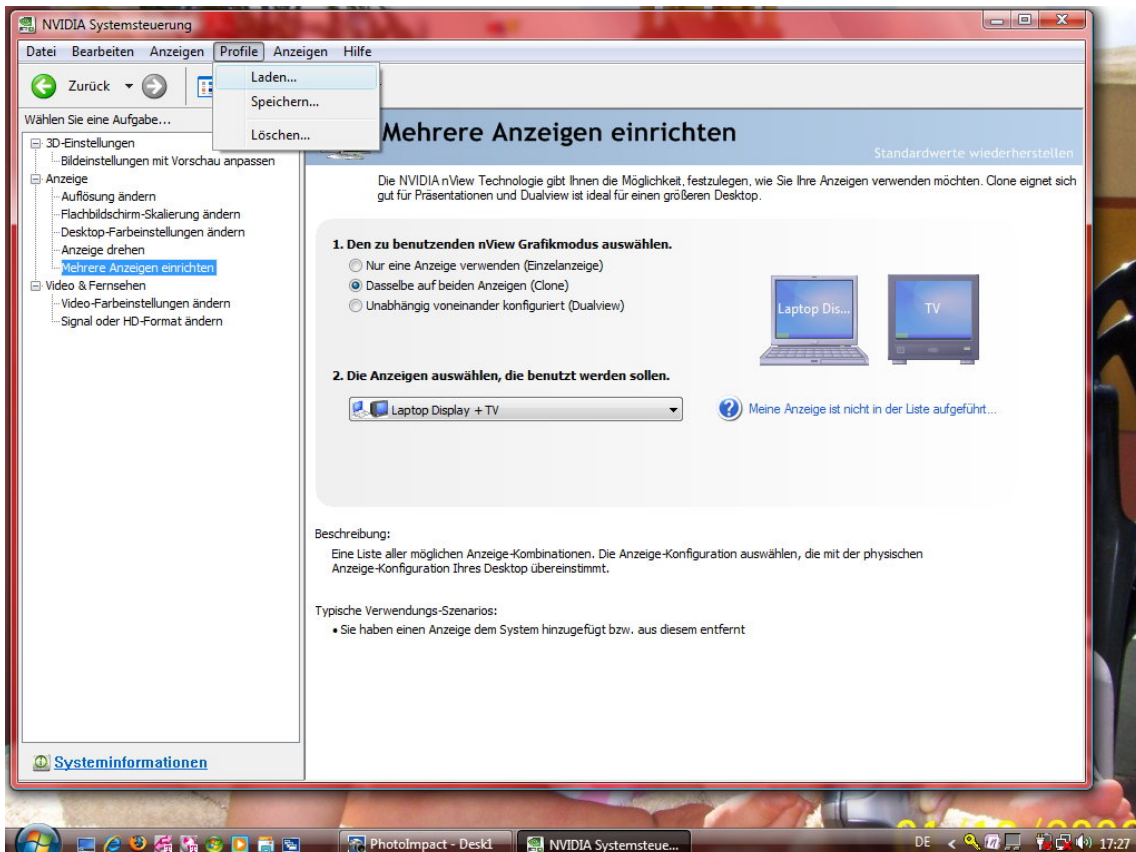 NVIDIA Systemsteuerung
Datei Bearbeiten Anzeigen Profile Anzeigen Hilfe
Zurück
Laden...
Speichern...
Löschen...
Wählen Sie eine Aufgabe...
3D-Einstellungen
Bildeinstellungen mit Vorschau anpassen
Anzeige
Auflösung ändern
Flachbildschirm-Skalierung ändern
Desktop-Farbeinstellungen ändern
Anzeige drehen
Mehrere Anzeigen einrichten
Video & Fernsehen
Video-Farbeinstellungen ändern
Signal oder HD-Format ändern
Systeminformationen
Mehrere Anzeigen einrichten
Standardwerte wiederherstellen
Die NVIDIA nView Technologie gibt Ihnen die Möglichkeit, festzulegen, wie Sie Ihre Anzeigen verwenden möchten. Clone eignet sich
gut für Präsentationen und Dualview ist ideal für einen größeren Desktop.
1. Den zu benutzenden nView Grafikmodus auswählen.
Nur eine Anzeige verwenden (Einzelanzeige)
Dasselbe auf beiden Anzeigen (Clone)
Unabhängig voneinander konfiguriert (Dualview)
Laptop Dis...
TV
2. Die Anzeigen auswählen, die benutzt werden sollen.
Laptop Display + TV
Meine Anzeige ist nicht in der Liste aufgeführt...
Beschreibung:
Eine Liste aller möglichen Anzeige-Kombinationen. Die Anzeige-Konfiguration auswählen, die mit der physischen
Anzeige-Konfiguration Ihres Desktop übereinstimmt.
Typische Verwendungs-Szenarios:
• Sie haben einen Anzeige dem System hinzugefügt bzw. aus diesem entfernt
PhotoImpact - Desk1
NVIDIA Systemsteue...
DE
17:27